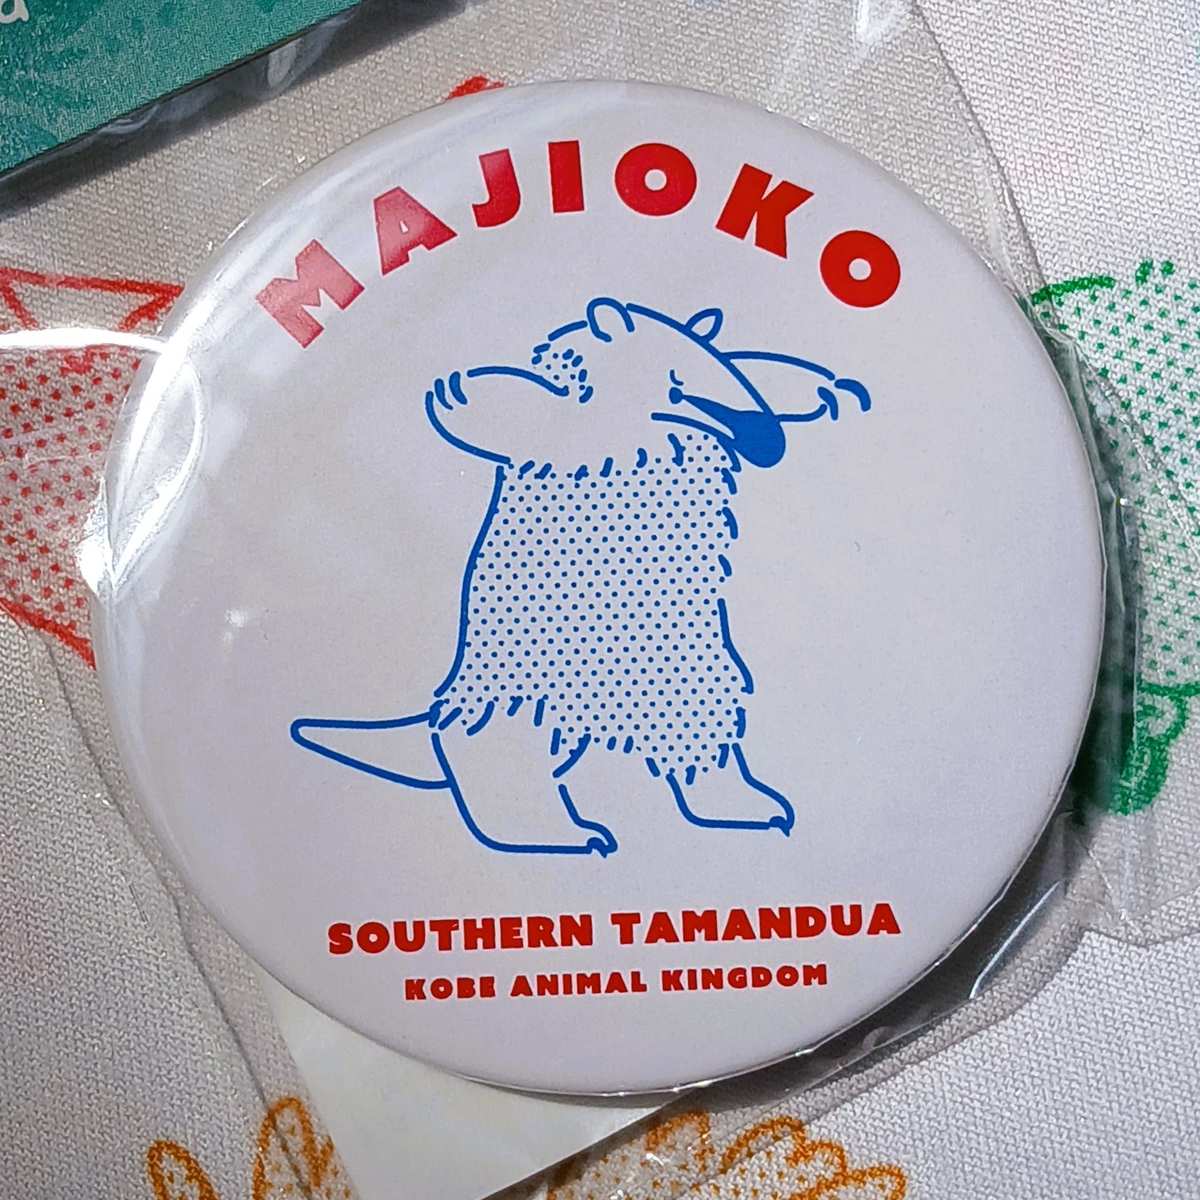 MAJIOKO
SOUTHERN TAMANDUA
KOBE ANIMAL KINGDOM